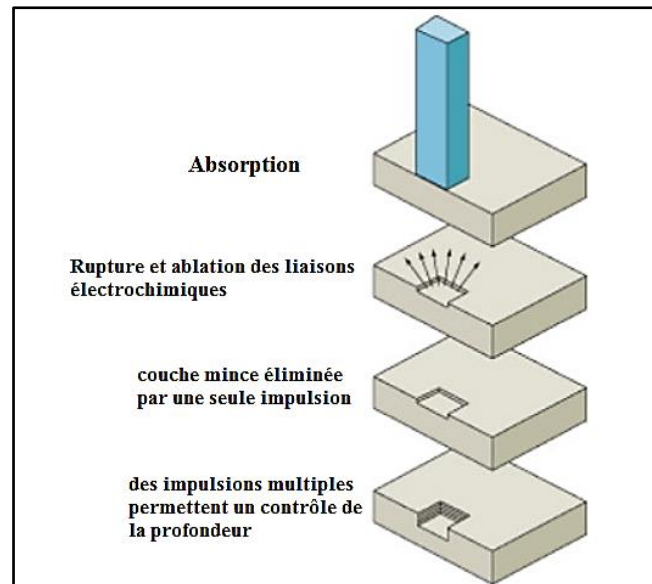 Absorption
Rupture et ablation des liaisons
électrochimiques
couche mince éliminée
par une seule impulsion
des impulsions multiples
permettent un contrôle de
la profondeur